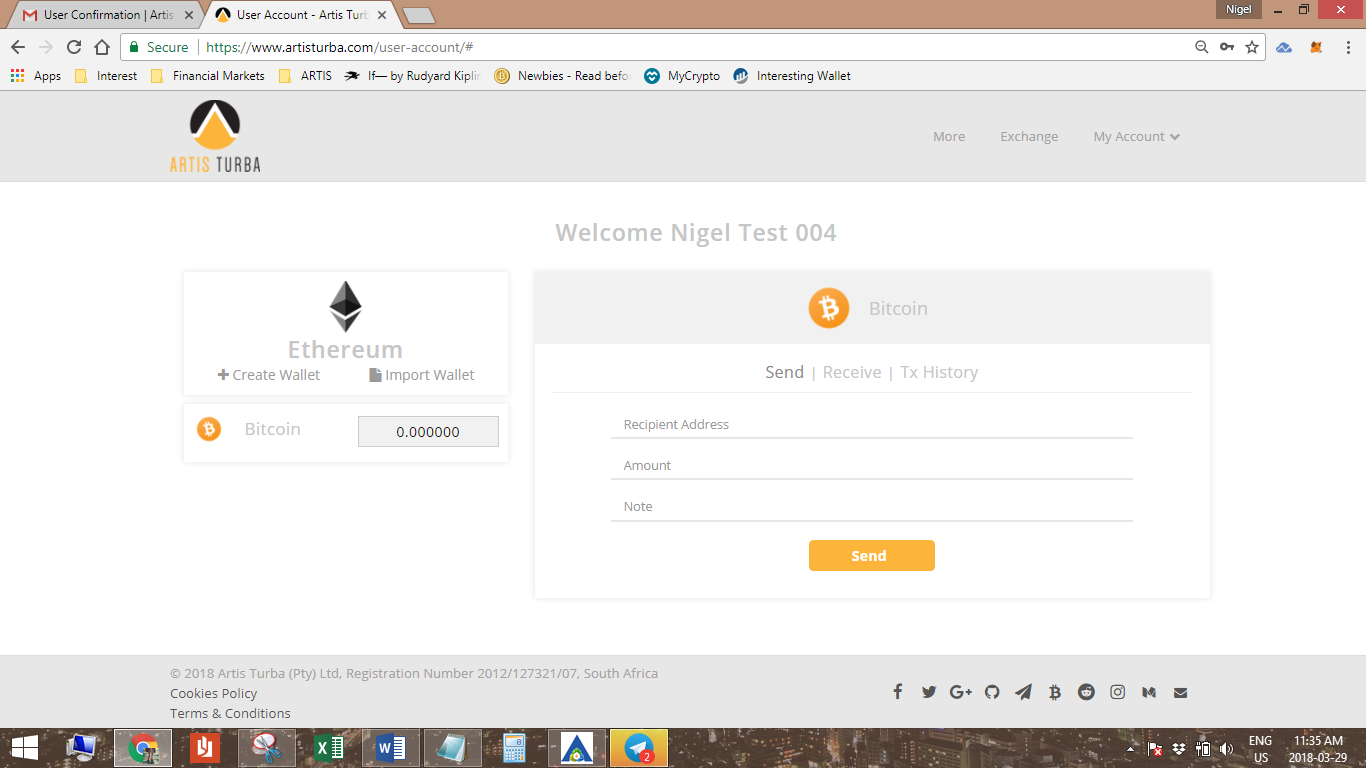 User Confirmation | Artis
User Account - Artis Turb
Nigel
Secure
https://www.artisturba.com/user-account/#
Apps
Interest
Financial Markets
ARTIS
If— by Rudyard Kiplin
Newbies - Read befo
MyCrypto
Interesting Wallet
ARTIS TURBA
More
Exchange
My Account
Welcome Nigel Test 004
Ethereum
Create Wallet
Import Wallet
Bitcoin
0.000000
Bitcoin
Send | Receive | Tx History
Recipient Address
Amount
Note
Send
© 2018 Artis Turba (Pty) Ltd, Registration Number 2012/127321/07, South Africa
Cookies Policy
Terms & Conditions
2
ENG
US
11:35 AM
2018-03-29